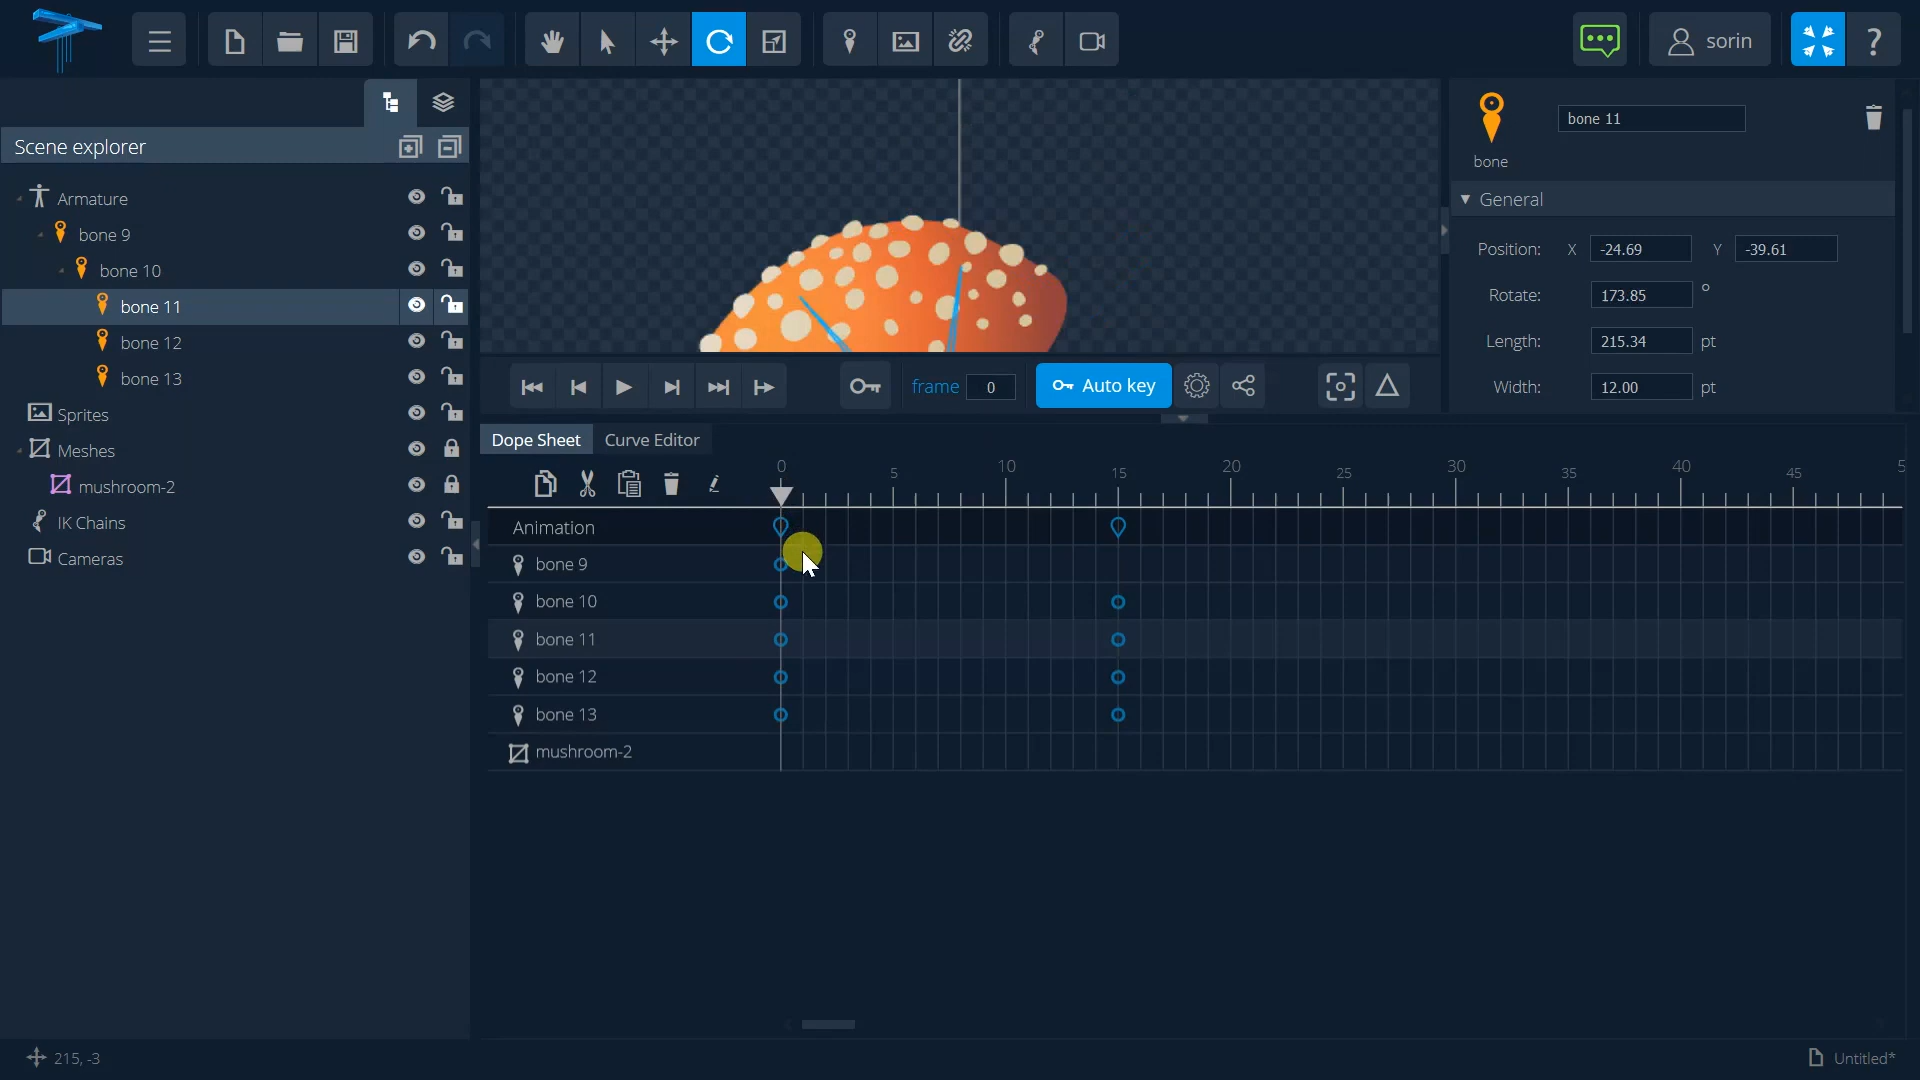 sorin
?
Scene explorer
Armature
bone 9
bone 10
bone 11
bone 12
bone 13
Sprites
Meshes
mushroom-2
IK Chains
Cameras
bone 11
bone
General
Position: X -24.69 Y -39.61
Rotate: 173.85 °
Length: 215.34 pt
Width: 12.00 pt
frame 0
Auto key
Dope Sheet Curve Editor
0 5 10 15 20 25 30 35 40 45 5
Animation
bone 9
bone 10
bone 11
bone 12
bone 13
mushroom-2
215, -3
Untitled*